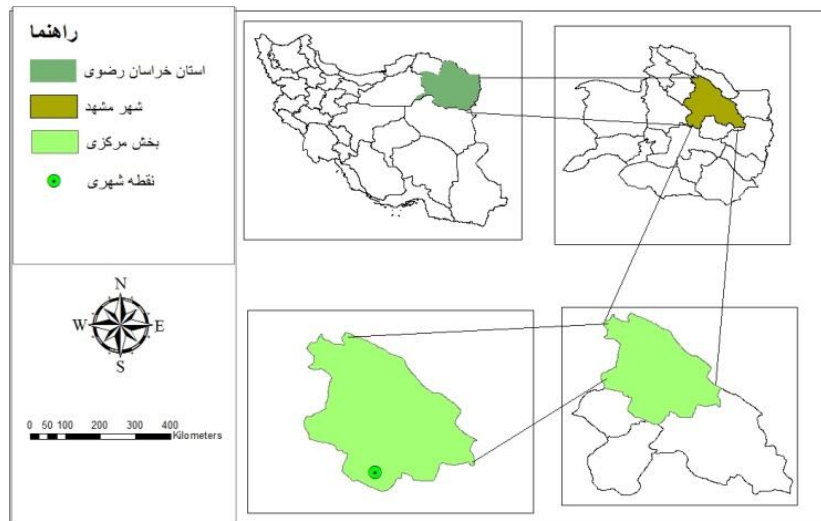 راهنما
استان خراسان رضوی
شهر مشهد
بخش مرکزی
نقطه شهری
N
W E
S
0 50 100 200 300 400
Kilometers